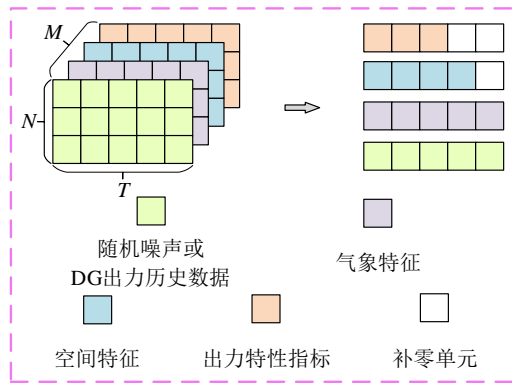 M
N
T
随机噪声或
DG出力历史数据
气象特征
空间特征
出力特性指标
补零单元